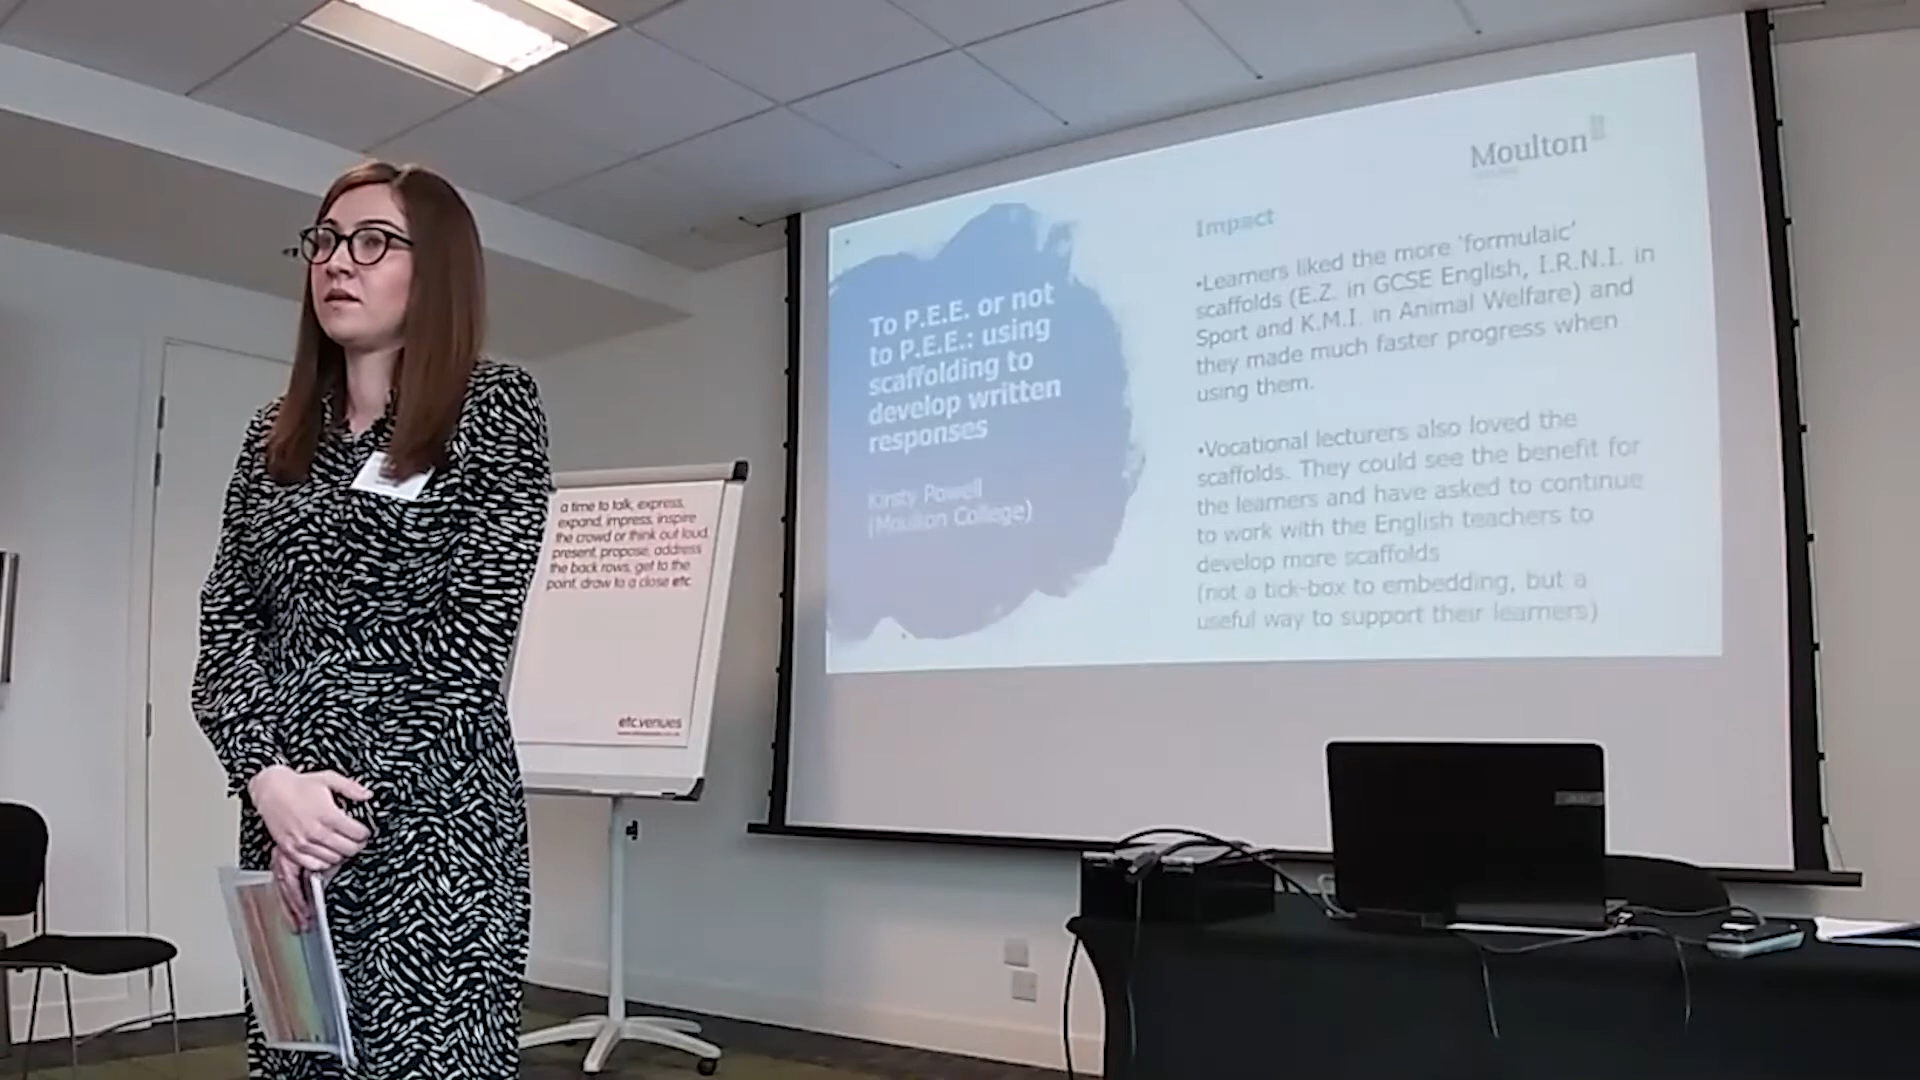 Moulton
To P.E.E. or not
to P.E.E.: using
scaffolding to
develop written
responses
Kirsty Powell
(Moulton College)
Impact
•Learners liked the more 'formulaic'
scaffolds (E.Z. in GCSE English, I.R.N.I. in
Sport and K.M.I. in Animal Welfare) and
they made much faster progress when
using them.
•Vocational lecturers also loved the
scaffolds. They could see the benefit for
the learners and have asked to continue
to work with the English teachers to
develop more scaffolds
(not a tick-box to embedding, but a
useful way to support their learners)
a time to talk, express,
expand, impress, inspire
the crowd or think out loud,
present, propose, address
the back rows, get to the
point, draw to a close etc
etc.venues